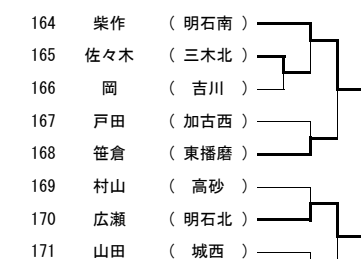 164 柴作 （ 明石南 ）
165 佐々木 （ 三木北 ）
166 岡 （ 吉川 ）
167 戸田 （ 加古西 ）
168 笹倉 （ 東播磨 ）
169 村山 （ 高砂 ）
170 広瀬 （ 明石北 ）
171 山田 （ 城西 ）